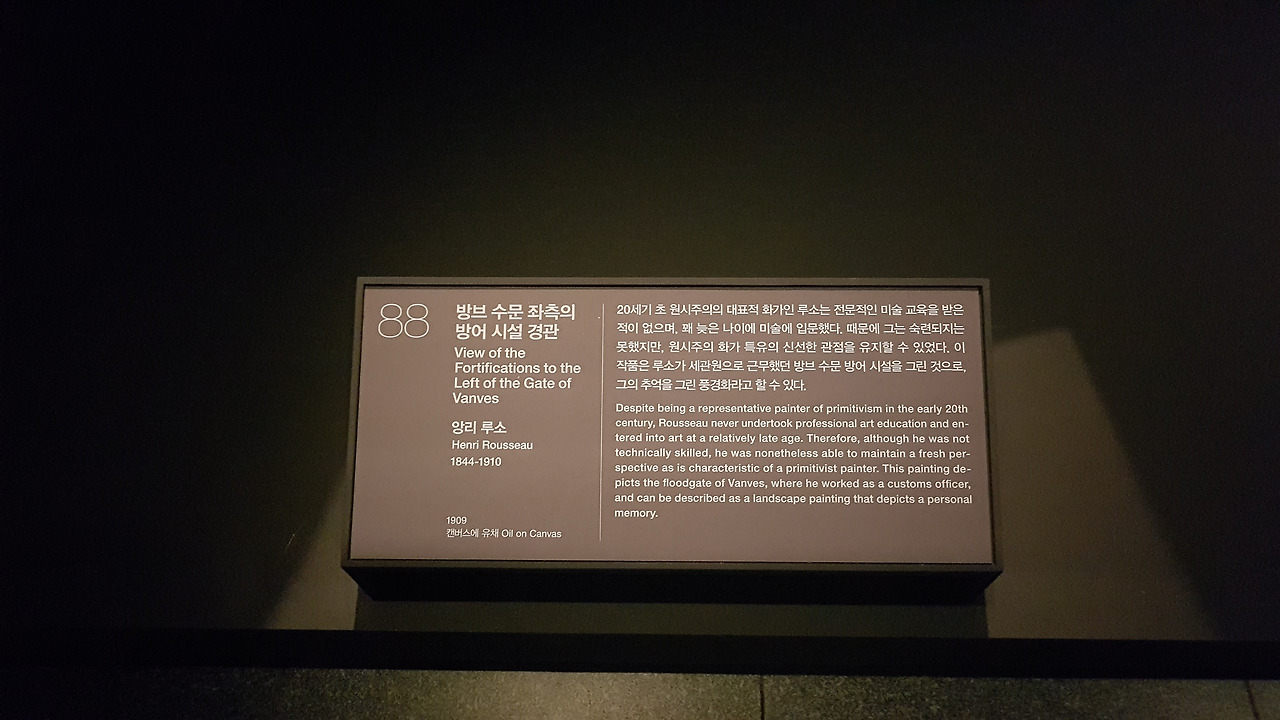 88
방브 수문 좌측의
방어 시설 경관
View of the
Fortifications to the
Left of the Gate of
Vanves
앙리 루소
Henri Rousseau
1844-1910
1909
캔버스에 유채 Oil on Canvas
20세기 초 원시주의의 대표적 화가인 루소는 전문적인 미술 교육을 받은
적이 없으며, 꽤 늦은 나이에 미술에 입문했다. 때문에 그는 숙련되지는
못했지만, 원시주의 화가 특유의 신선한 관점을 유지할 수 있었다. 이
작품은 루소가 세관원으로 근무했던 방브 수문 방어 시설을 그린 것으로,
그의 추억을 그린 풍경화라고 할 수 있다.
Despite being a representative painter of primitivism in the early 20th
century, Rousseau never undertook professional art education and en-
tered into art at a relatively late age. Therefore, although he was not
technically skilled, he was nonetheless able to maintain a fresh per-
spective as is characteristic of a primitivist painter. This painting de-
picts the floodgate of Vanves, where he worked as a customs officer,
and can be described as a landscape painting that depicts a personal
memory.